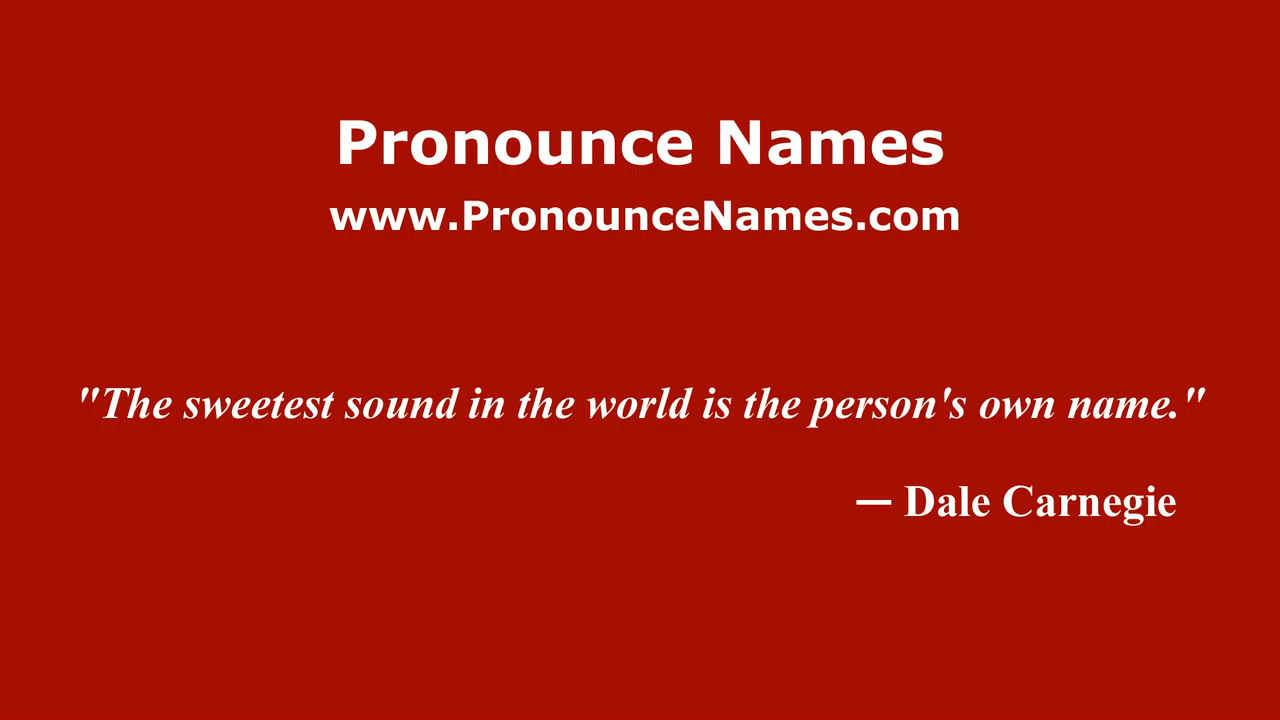 Pronounce Names
www.PronounceNames.com
"The sweetest sound in the world is the person's own name."
— Dale Carnegie